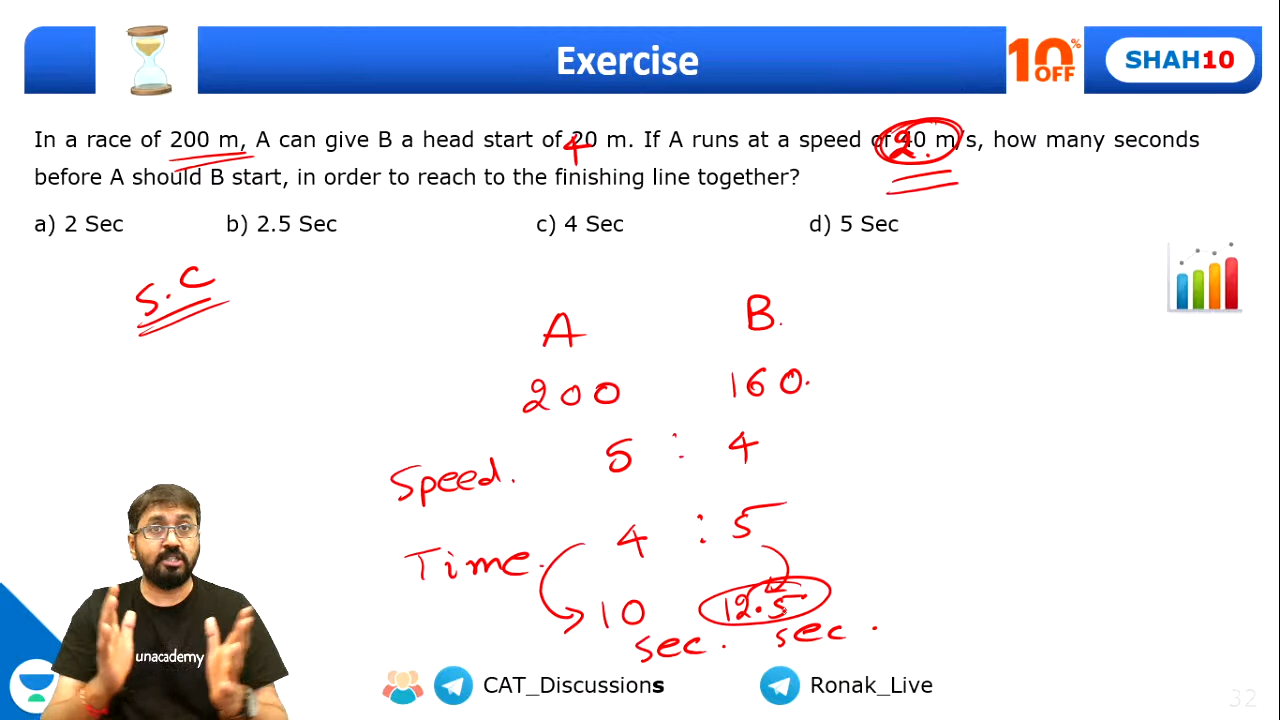 Exercise
10% OFF
SHAH10
In a race of 200 m, A can give B a head start of 40 m. If A runs at a speed of 20 m/s, how many seconds
before A should B start, in order to reach to the finishing line together?
a) 2 Sec b) 2.5 Sec c) 4 Sec d) 5 Sec
S.C
A B.
200 160.
Speed. 5 : 4
Time. 4 : 5
10 12.5
sec. sec.
unacademy
CAT_Discussions Ronak_Live
32